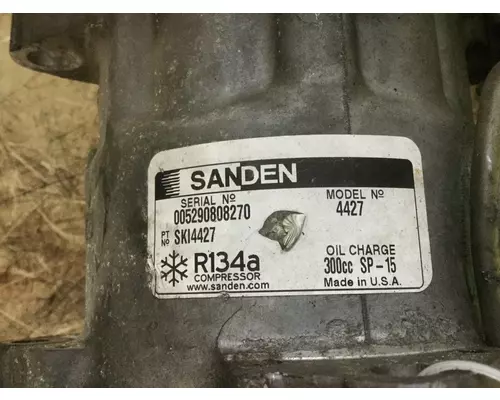 SANDEN
SERIAL Nº
005290808270
MODEL Nº
4427
PT NO SKI4427
R134a
COMPRESSOR
www.sanden.com
OIL CHARGE
300cc SP-15
Made in U.S.A.